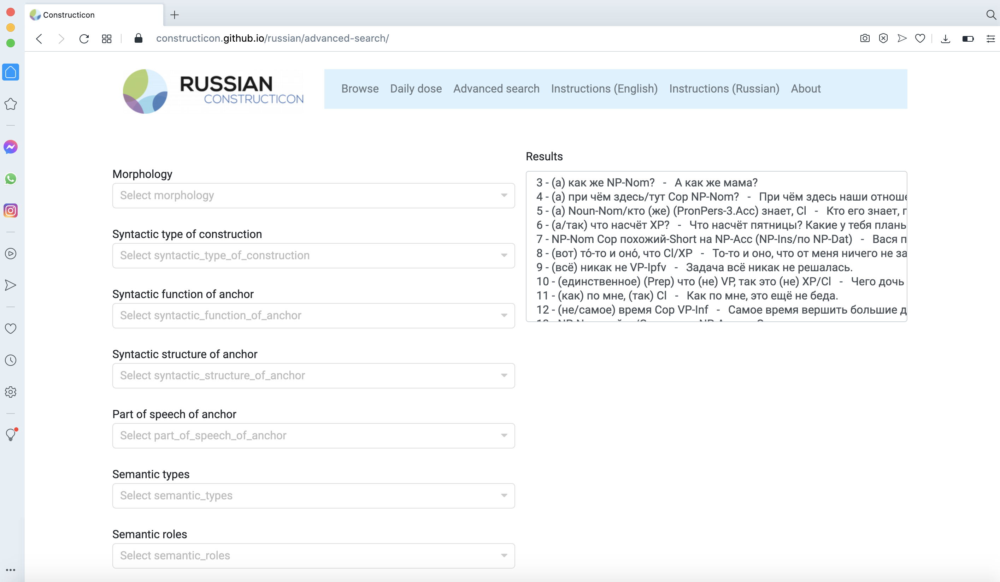 Constructicon
constructicon.github.io/russian/advanced-search/
RUSSIAN
CONSTRUCTICON
Browse Daily dose Advanced search Instructions (English) Instructions (Russian) About
Morphology
Select morphology
Syntactic type of construction
Select syntactic_type_of_construction
Syntactic function of anchor
Select syntactic_function_of_anchor
Syntactic structure of anchor
Select syntactic_structure_of_anchor
Part of speech of anchor
Select part_of_speech_of_anchor
Semantic types
Select semantic_types
Semantic roles
Select semantic_roles
Results
3 - (а) как же NP-Nom? - А как же мама?
4 - (а) при чём здесь/тут Cop NP-Nom? - При чём здесь наши
5 - (а) Noun-Nom/кто (же) (PronPers-3.Acc) знает, Cl - Кто его знает,
6 - (а/так) что насчёт XP? - Что насчёт пятницы? Какие у тебя
7 - NP-Nom Cop похожий-Short на NP-Acc (NP-Ins/по NP-Dat) - Вася
8 - (вот) то́-то и оно́, что Cl/XP - То-то и оно, что от меня ничего не
9 - (всё) никак не VP-Ipfv - Задача всё никак не решалась.
10 - (единственное) (Prep) что (не) VP, так это (не) XP/Cl - Чего дочь
11 - (как) по мне, (так) Cl - Как по мне, это ещё не беда.
12 - (не/самое) время Cop VP-Inf - Самое время вершить большие